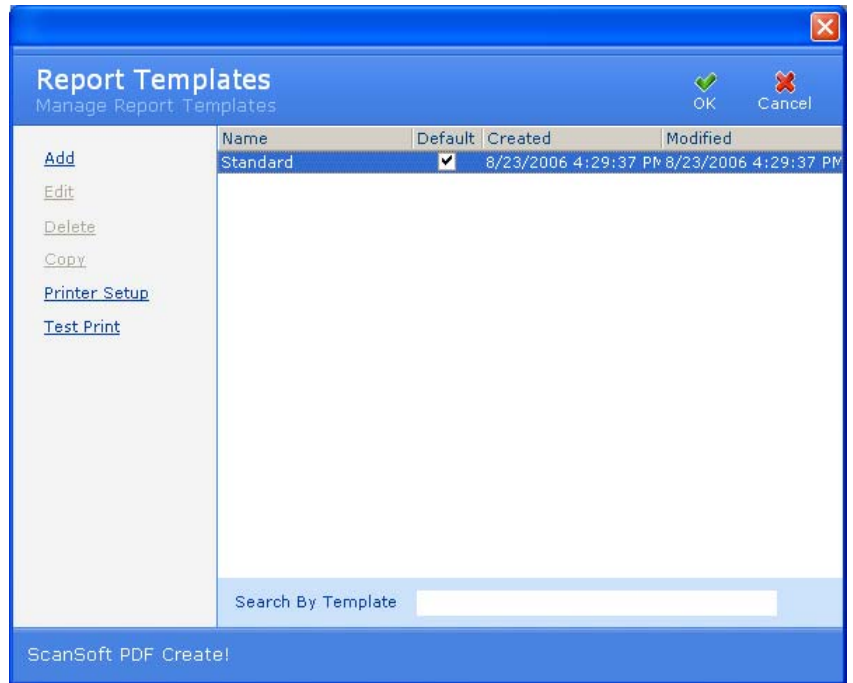 Report Templates
Manage Report Templates
OK Cancel
Add
Edit
Delete
Copy
Printer Setup
Test Print
Name Default Created Modified
Standard 8/23/2006 4:29:37 PM 8/23/2006 4:29:37 PM
Search By Template
ScanSoft PDF Create!